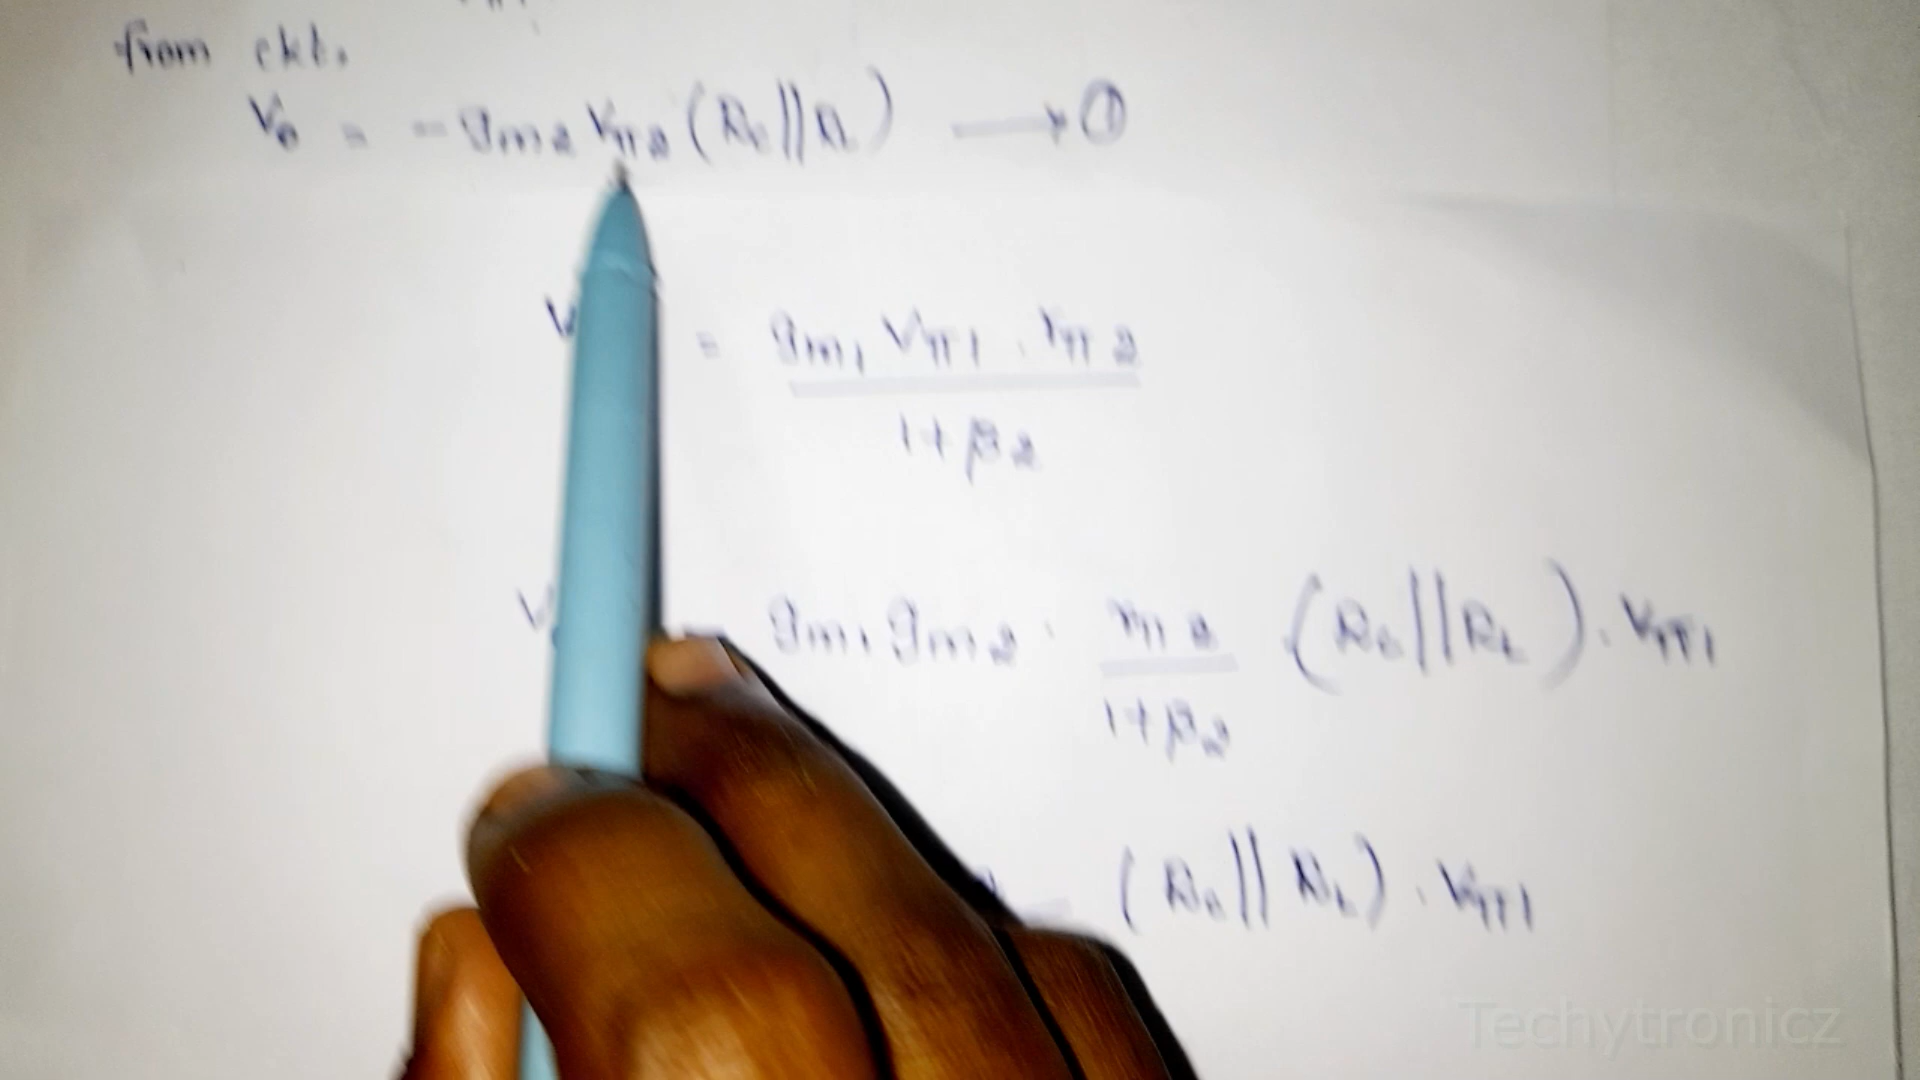 from ckt.
V₀ = - gm2 Vπ2 (Rc || RL) → ①
V = gm1 Vπ1 . rπ2 / 1+β2
V = gm1 gm2 . rπ2 / 1+β2 (Rc || RL) . Vπ1
(Rc || RL) . Vπ1
Techytronicz